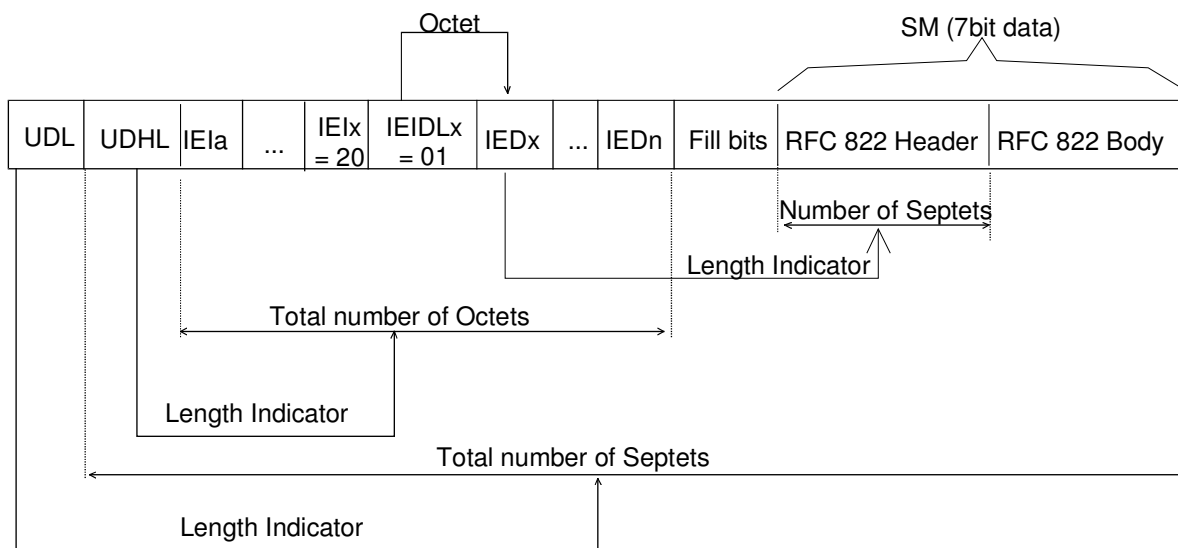 Octet
SM (7bit data)
UDL
UDHL
IEIa
...
IEIx
= 20
IEIDLx
= 01
IEDx
...
IEDn
Fill bits
RFC 822 Header
RFC 822 Body
Number of Septets
Length Indicator
Total number of Octets
Length Indicator
Total number of Septets
Length Indicator